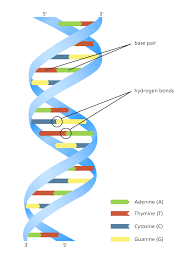 5' 3'
base pair
hydrogen bonds
Adenine (A)
Thymine (T)
Cytosine (C)
Guanine (G)
3' 5'